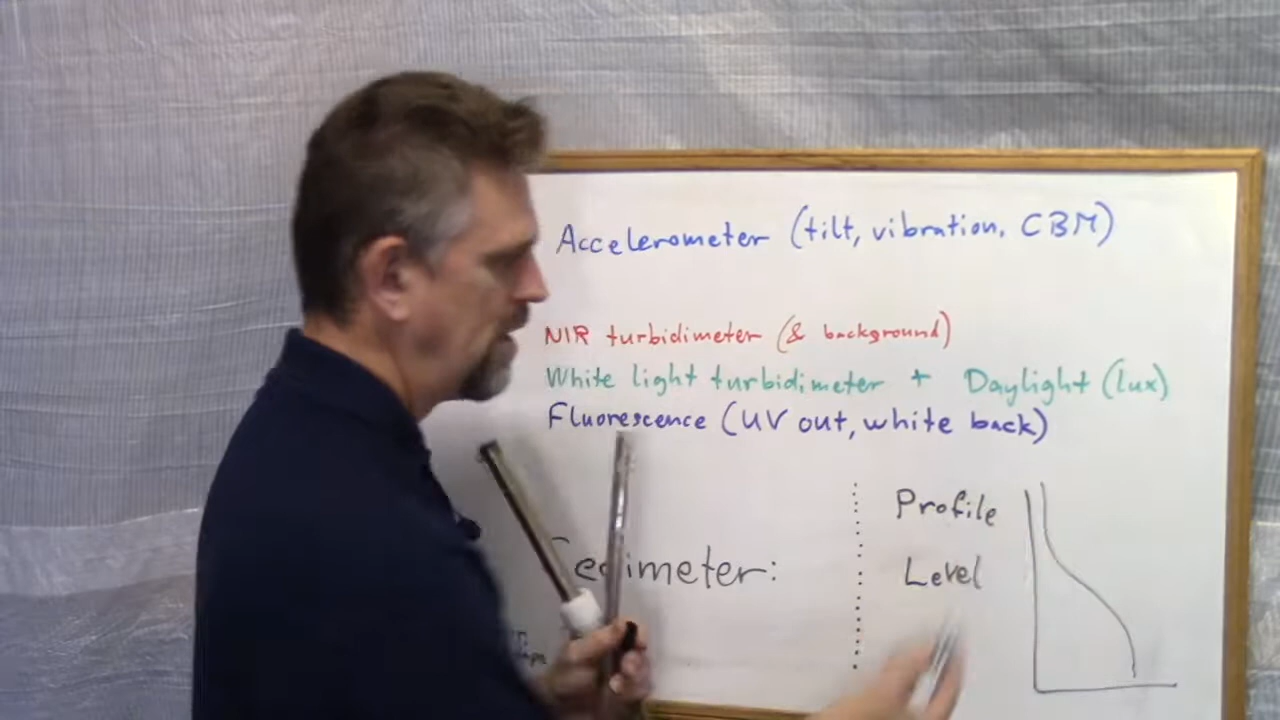 Accelerometer (tilt, vibration, CBM)
NIR turbidimeter (& background)
White light turbidimeter + Daylight (lux)
Fluorescence (UV out, white back)
Profile
Sedimeter:
Level